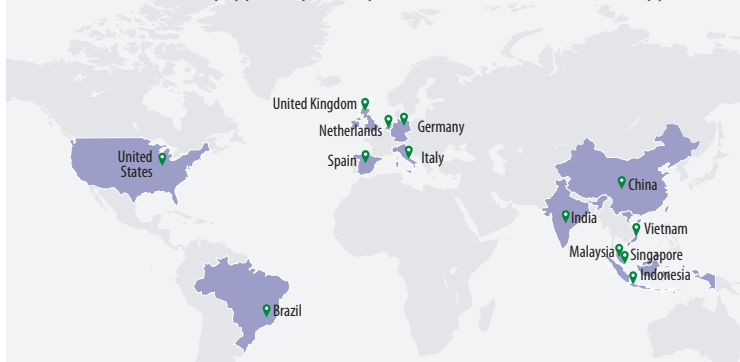 United Kingdom
Netherlands
Germany
Spain
Italy
United
States
China
India
Vietnam
Malaysia
Singapore
Indonesia
Brazil